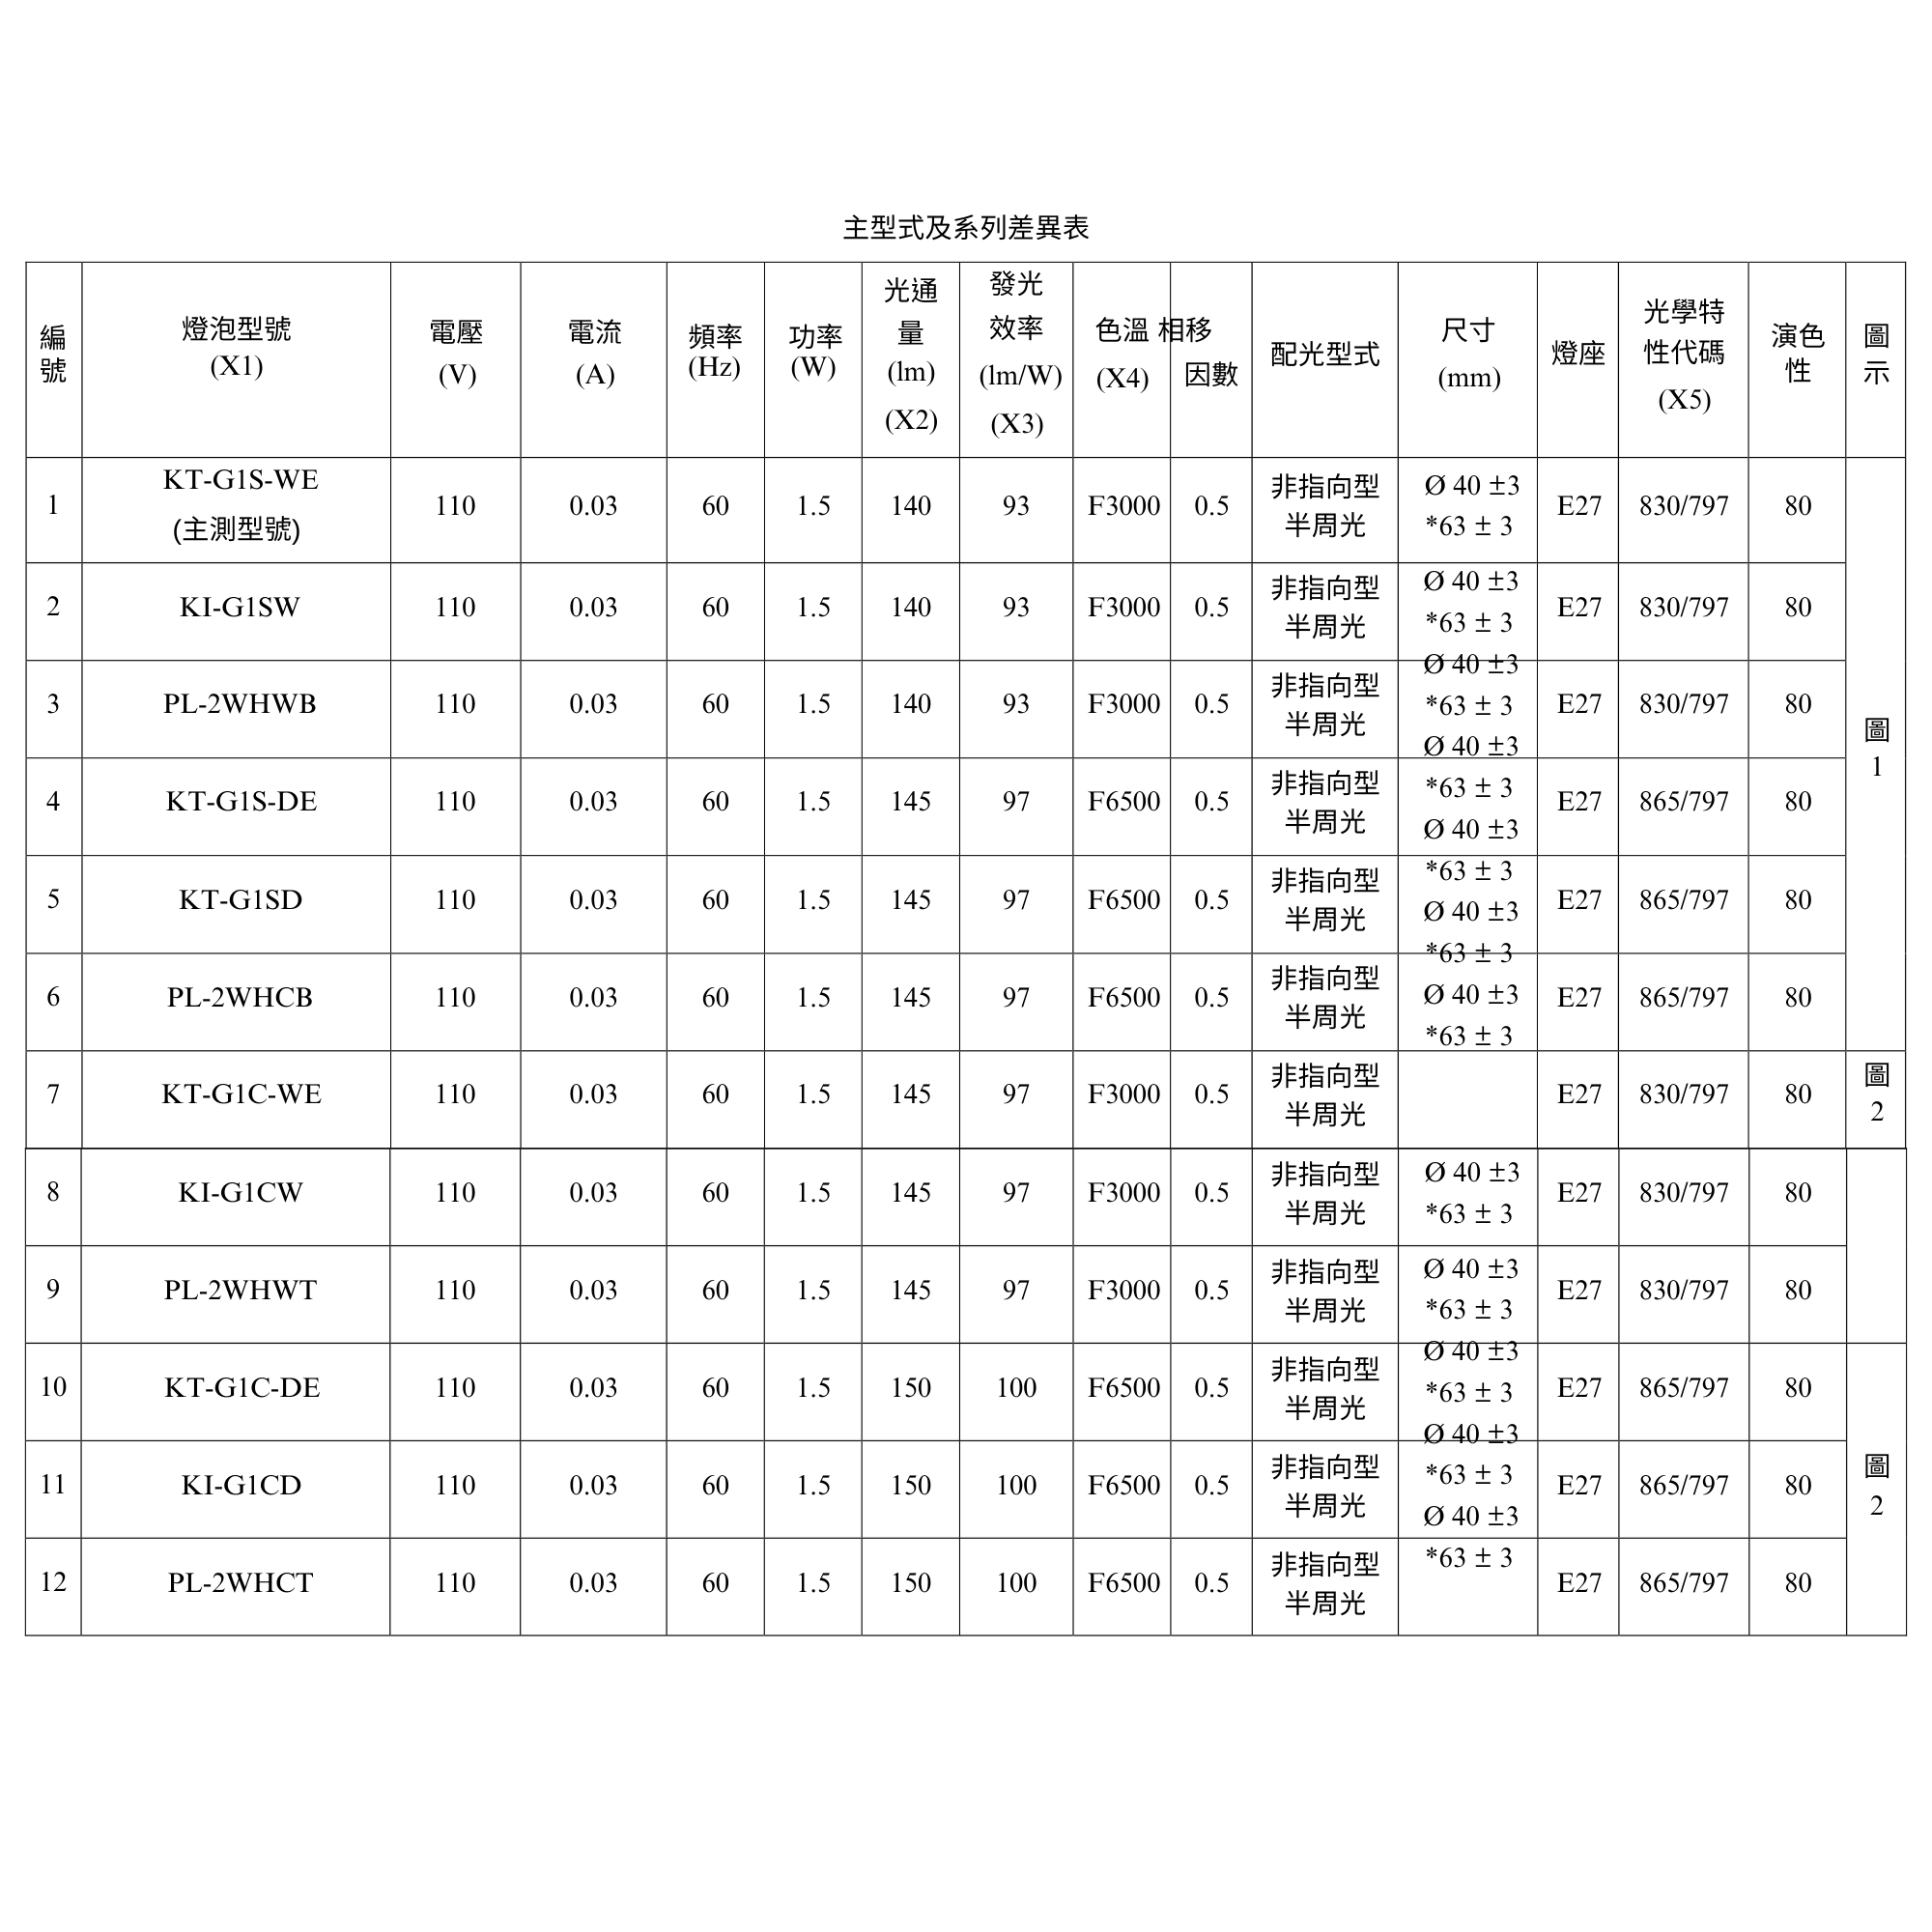 主型式及系列差異表
編號 燈泡型號 (X1) 電壓 (V) 電流 (A) 頻率 (Hz) 功率 (W) 光通量 (lm) (X2) 發光效率 (lm/W) (X3) 色溫 (X4) 相移因數 配光型式 尺寸 (mm) 燈座 光學特性代碼 (X5) 演色性 圖示
1 KT-G1S-WE (主測型號) 110 0.03 60 1.5 140 93 F3000 0.5 非指向型半周光 Ø 40 ±3 *63 ± 3 E27 830/797 80 圖1
2 KI-G1SW 110 0.03 60 1.5 140 93 F3000 0.5 非指向型半周光 Ø 40 ±3 *63 ± 3 E27 830/797 80
3 PL-2WHWB 110 0.03 60 1.5 140 93 F3000 0.5 非指向型半周光 Ø 40 ±3 *63 ± 3 E27 830/797 80
4 KT-G1S-DE 110 0.03 60 1.5 145 97 F6500 0.5 非指向型半周光 Ø 40 ±3 *63 ± 3 E27 865/797 80
5 KT-G1SD 110 0.03 60 1.5 145 97 F6500 0.5 非指向型半周光 Ø 40 ±3 *63 ± 3 E27 865/797 80
6 PL-2WHCB 110 0.03 60 1.5 145 97 F6500 0.5 非指向型半周光 Ø 40 ±3 *63 ± 3 E27 865/797 80
7 KT-G1C-WE 110 0.03 60 1.5 145 97 F3000 0.5 非指向型半周光 Ø 40 ±3 *63 ± 3 E27 830/797 80 圖2
8 KI-G1CW 110 0.03 60 1.5 145 97 F3000 0.5 非指向型半周光 Ø 40 ±3 *63 ± 3 E27 830/797 80
9 PL-2WHWT 110 0.03 60 1.5 145 97 F3000 0.5 非指向型半周光 Ø 40 ±3 *63 ± 3 E27 830/797 80
10 KT-G1C-DE 110 0.03 60 1.5 150 100 F6500 0.5 非指向型半周光 Ø 40 ±3 *63 ± 3 E27 865/797 80 圖2
11 KI-G1CD 110 0.03 60 1.5 150 100 F6500 0.5 非指向型半周光 Ø 40 ±3 *63 ± 3 E27 865/797 80
12 PL-2WHCT 110 0.03 60 1.5 150 100 F6500 0.5 非指向型半周光 Ø 40 ±3 *63 ± 3 E27 865/797 80